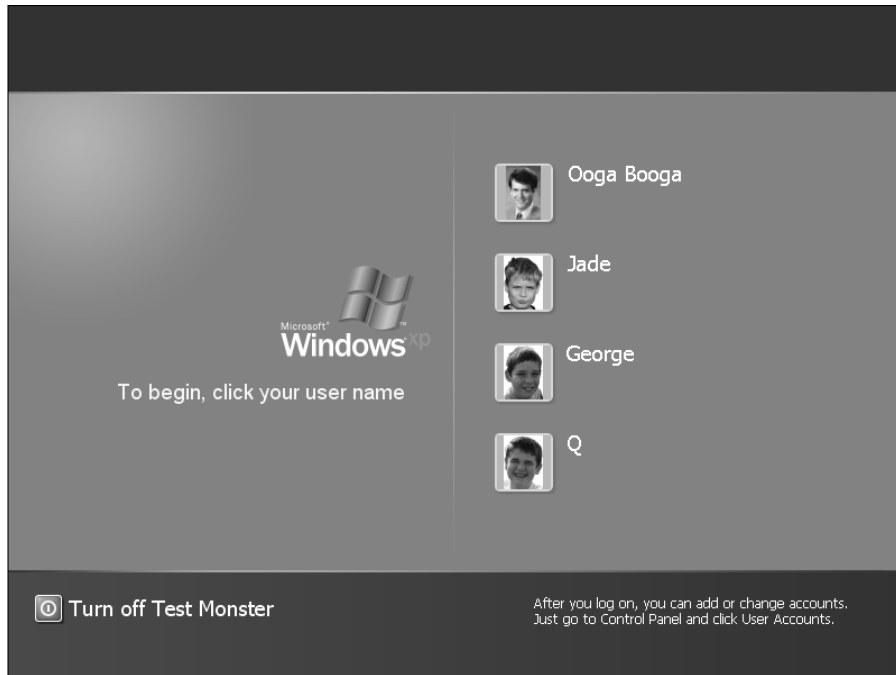 Ooga Booga
Jade
Microsoft®
Windows xp
George
To begin, click your user name
Q
Turn off Test Monster
After you log on, you can add or change accounts.
Just go to Control Panel and click User Accounts.